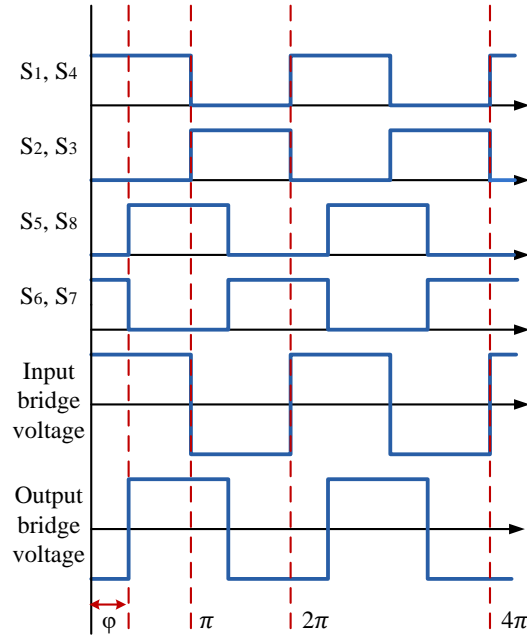 S1, S4
S2, S3
S5, S8
S6, S7
Input
bridge
voltage
Output
bridge
voltage
φ
π
2π
4π